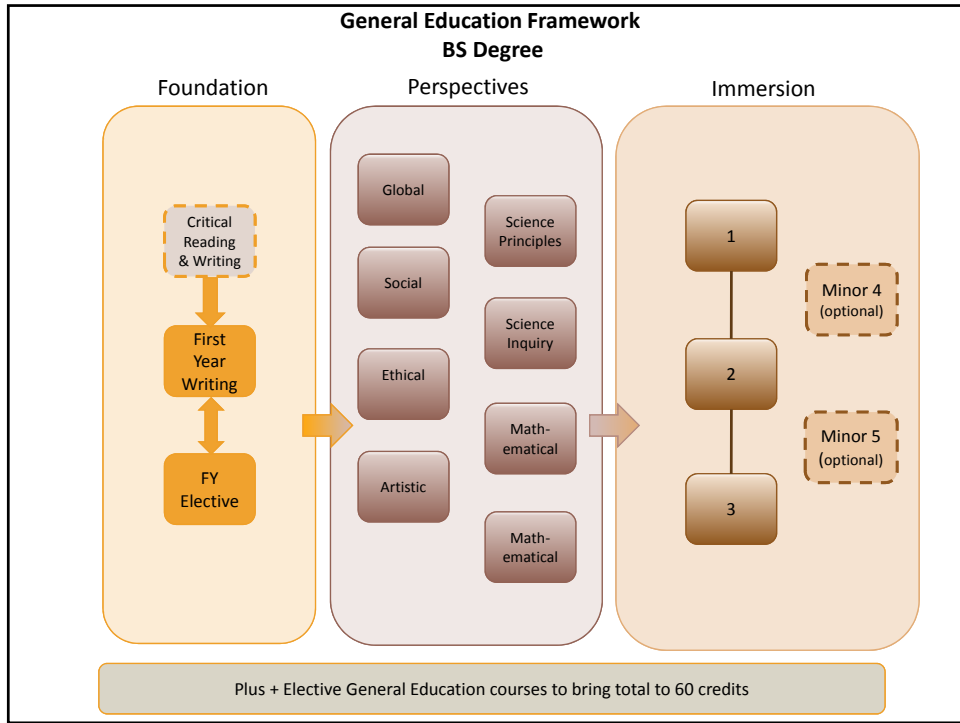 General Education Framework
BS Degree
Foundation
Critical
Reading
& Writing
First
Year
Writing
FY
Elective
Perspectives
Global
Social
Ethical
Artistic
Science
Principles
Science
Inquiry
Math-
ematical
Math-
ematical
Immersion
1
2
3
Minor 4
(optional)
Minor 5
(optional)
Plus + Elective General Education courses to bring total to 60 credits